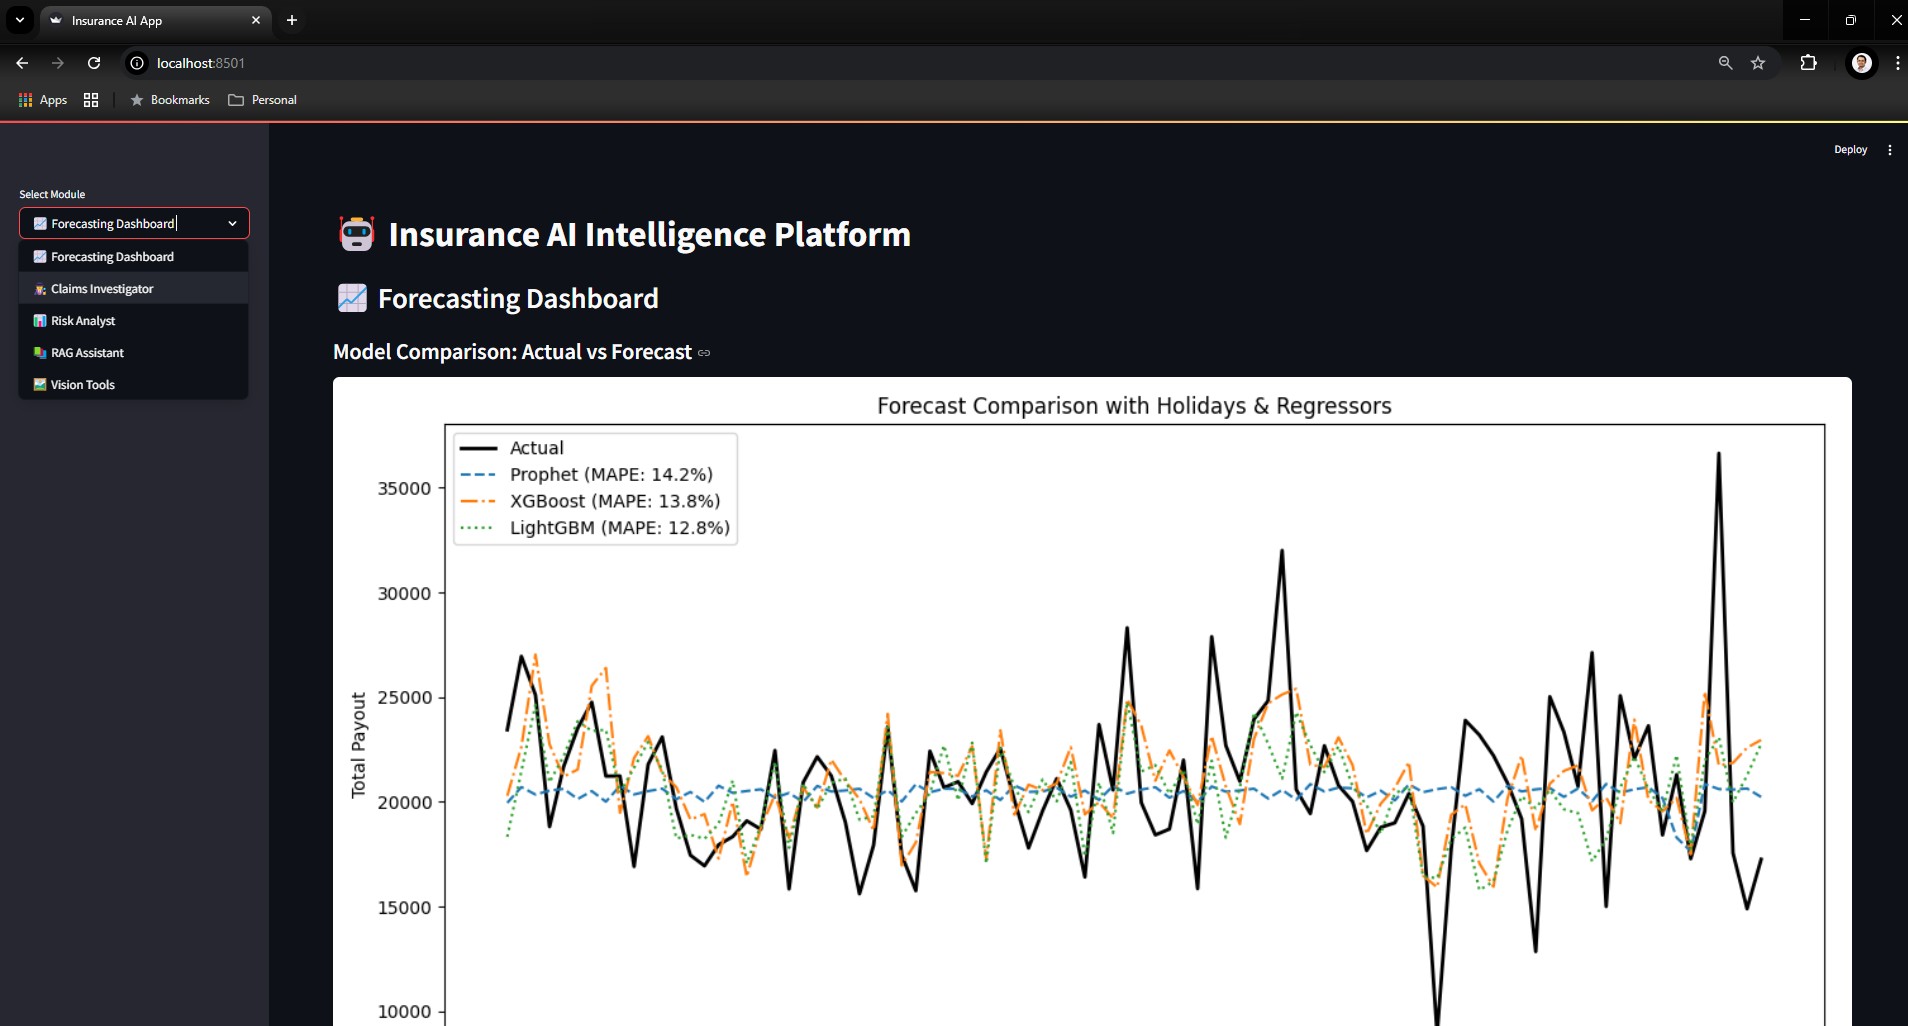 Insurance AI App
localhost:8501
Apps
Bookmarks
Personal
Deploy
Select Module
Forecasting Dashboard
Forecasting Dashboard
Claims Investigator
Risk Analyst
RAG Assistant
Vision Tools
Insurance AI Intelligence Platform
Forecasting Dashboard
Model Comparison: Actual vs Forecast
Forecast Comparison with Holidays & Regressors
Actual
Prophet (MAPE: 14.2%)
XGBoost (MAPE: 13.8%)
LightGBM (MAPE: 12.8%)
35000
30000
25000
20000
15000
10000
Total Payout